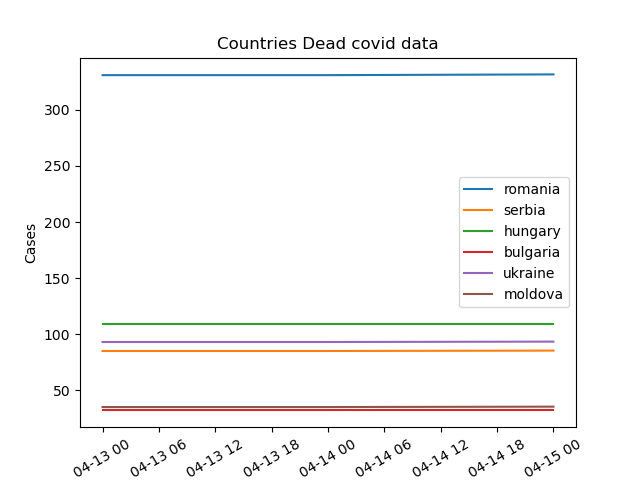 Countries Dead covid data
Cases
300
250
200
150
100
50
romania
serbia
hungary
bulgaria
ukraine
moldova
04-13 00
04-13 06
04-13 12
04-13 18
04-14 00
04-14 06
04-14 12
04-14 18
04-15 00